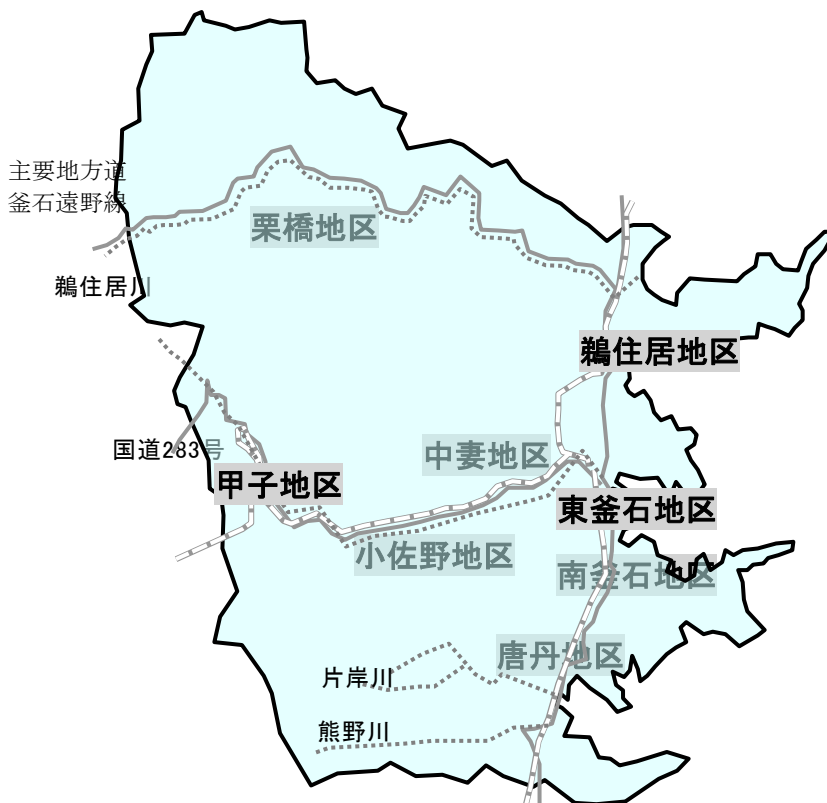 主要地方道
釜石遠野線
栗橋地区
鵜住居川
鵜住居地区
国道283号
中妻地区
甲子地区
東釜石地区
小佐野地区
南釜石地区
唐丹地区
片岸川
熊野川